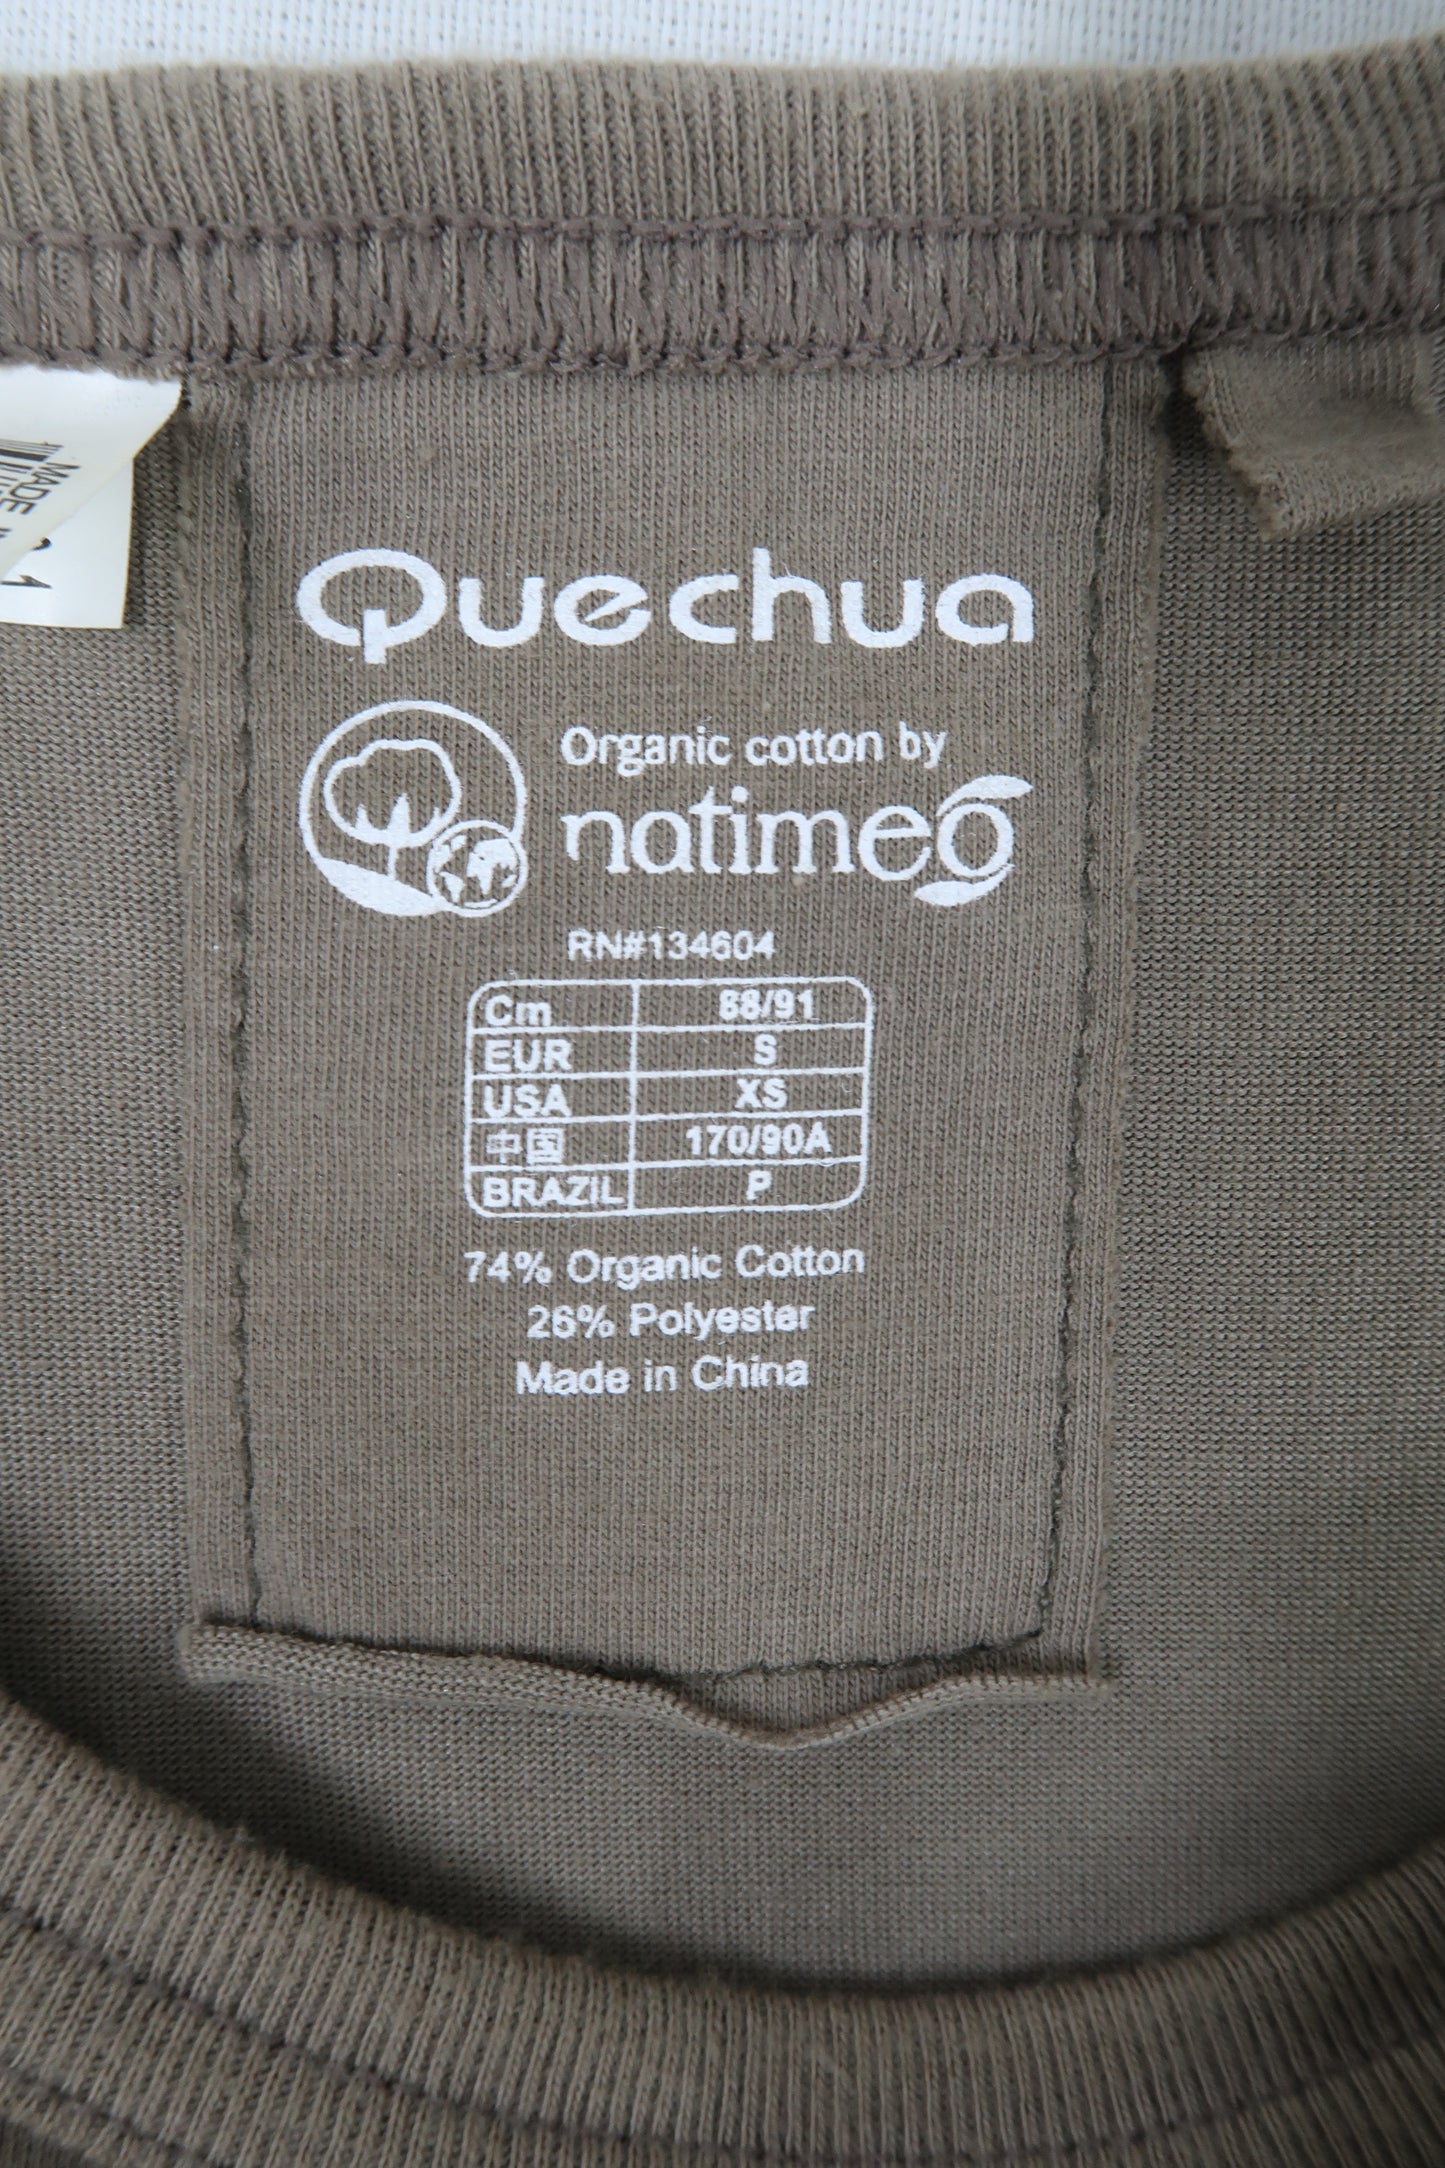 Quechua
Organic cotton by
natimeo
RN#134604
Cm 88/91
EUR S
USA XS
中国 170/90A
BRAZIL P
74% Organic Cotton
26% Polyester
Made in China
MADE